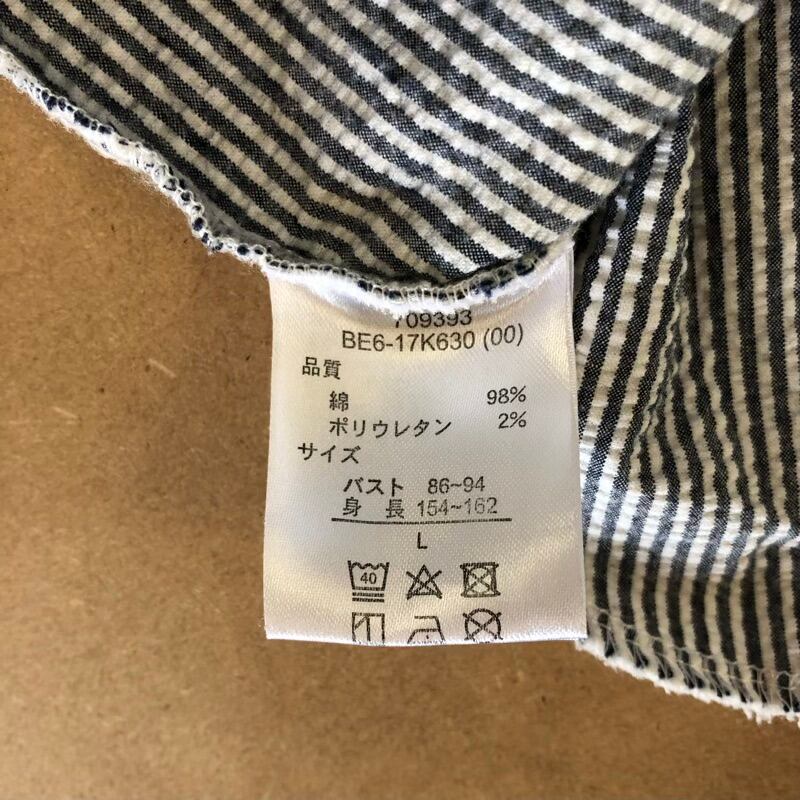 709393
BE6-17K630 (00)
品質
綿 98%
ポリウレタン 2%
サイズ
バスト 86~94
身長 154~162
L
40